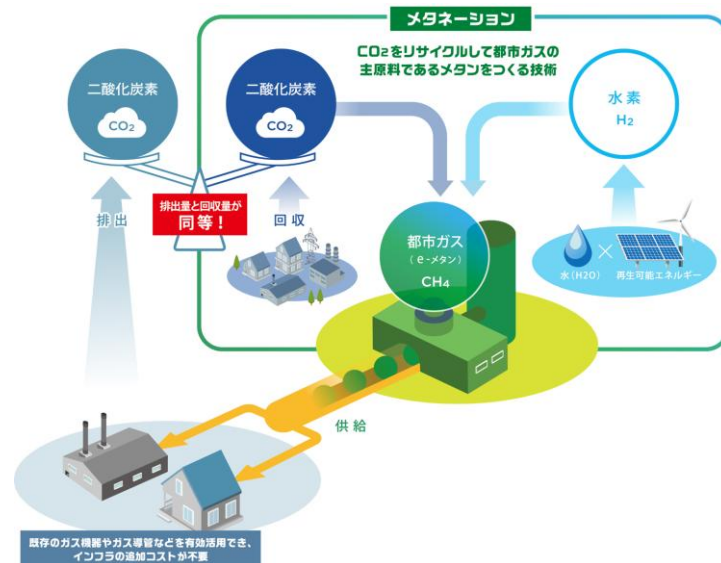 メタネーション
CO2をリサイクルして都市ガスの
主原料であるメタンをつくる技術
二酸化炭素
CO2
二酸化炭素
CO2
水素
H2
排出量と回収量が
同等！
排出
回収
都市ガス
（e-メタン）
CH4
水（H2O）
×
再生可能エネルギー
供給
既存のガス機器やガス導管などを有効活用でき、
インフラの追加コストが不要